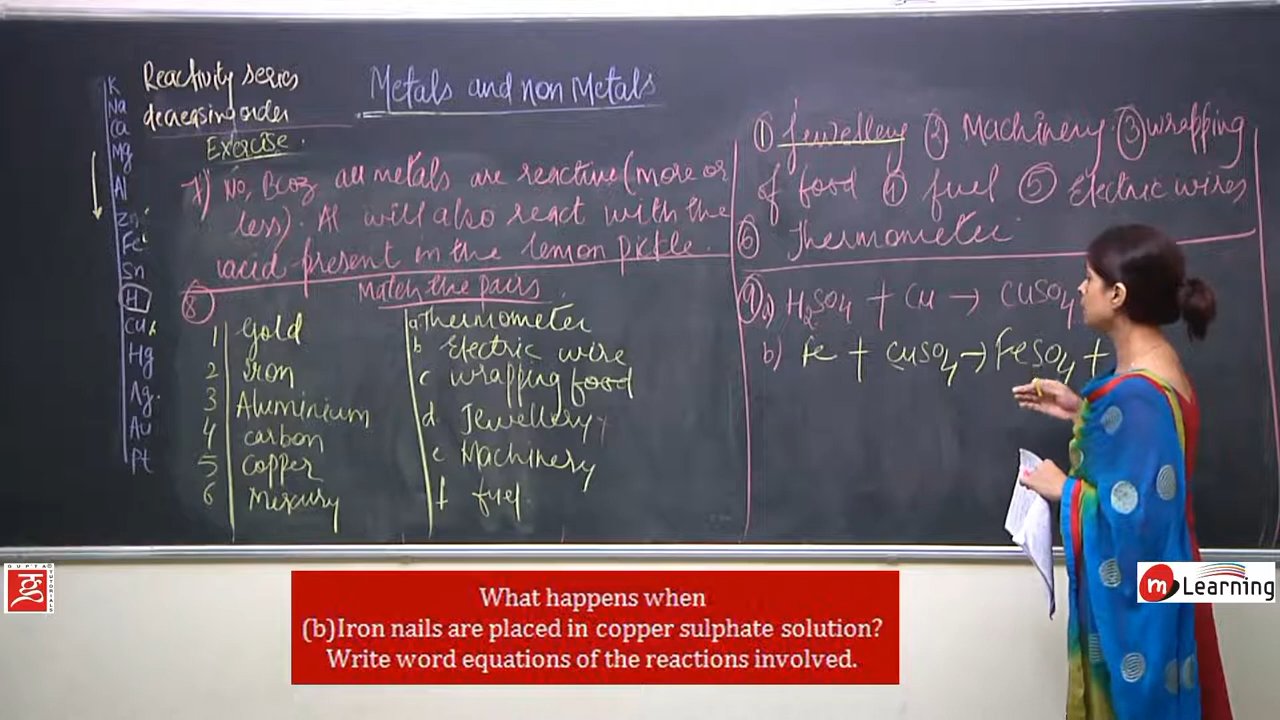 K
Na
Ca
Mg
Al
Zn
Fe
Sn
H
Cu
Hg
Ag
Au
Pt
Reactivity series
decreasing order
Metals and non Metals
Exercise.
7) No, Bcoz all metals are reactive (more or
less). Al will also react with the
acid present in the lemon pickle.
8 Match the pairs
1 Gold a Thermometer
2 Iron b Electric wire
3 Aluminium c wrapping food
4 carbon d Jewellery
5 copper e Machinery
6 Mercury f fuel.
1 Jewellery 2 Machinery 3 wrapping
of food 4 fuel 5 Electric wires
6 Thermometer
9 a) H2SO4 + Cu → CuSO4
b) Fe + CuSO4 → FeSO4 +
What happens when
(b)Iron nails are placed in copper sulphate solution?
Write word equations of the reactions involved.
GUPTA
TUTORIALS
m Learning